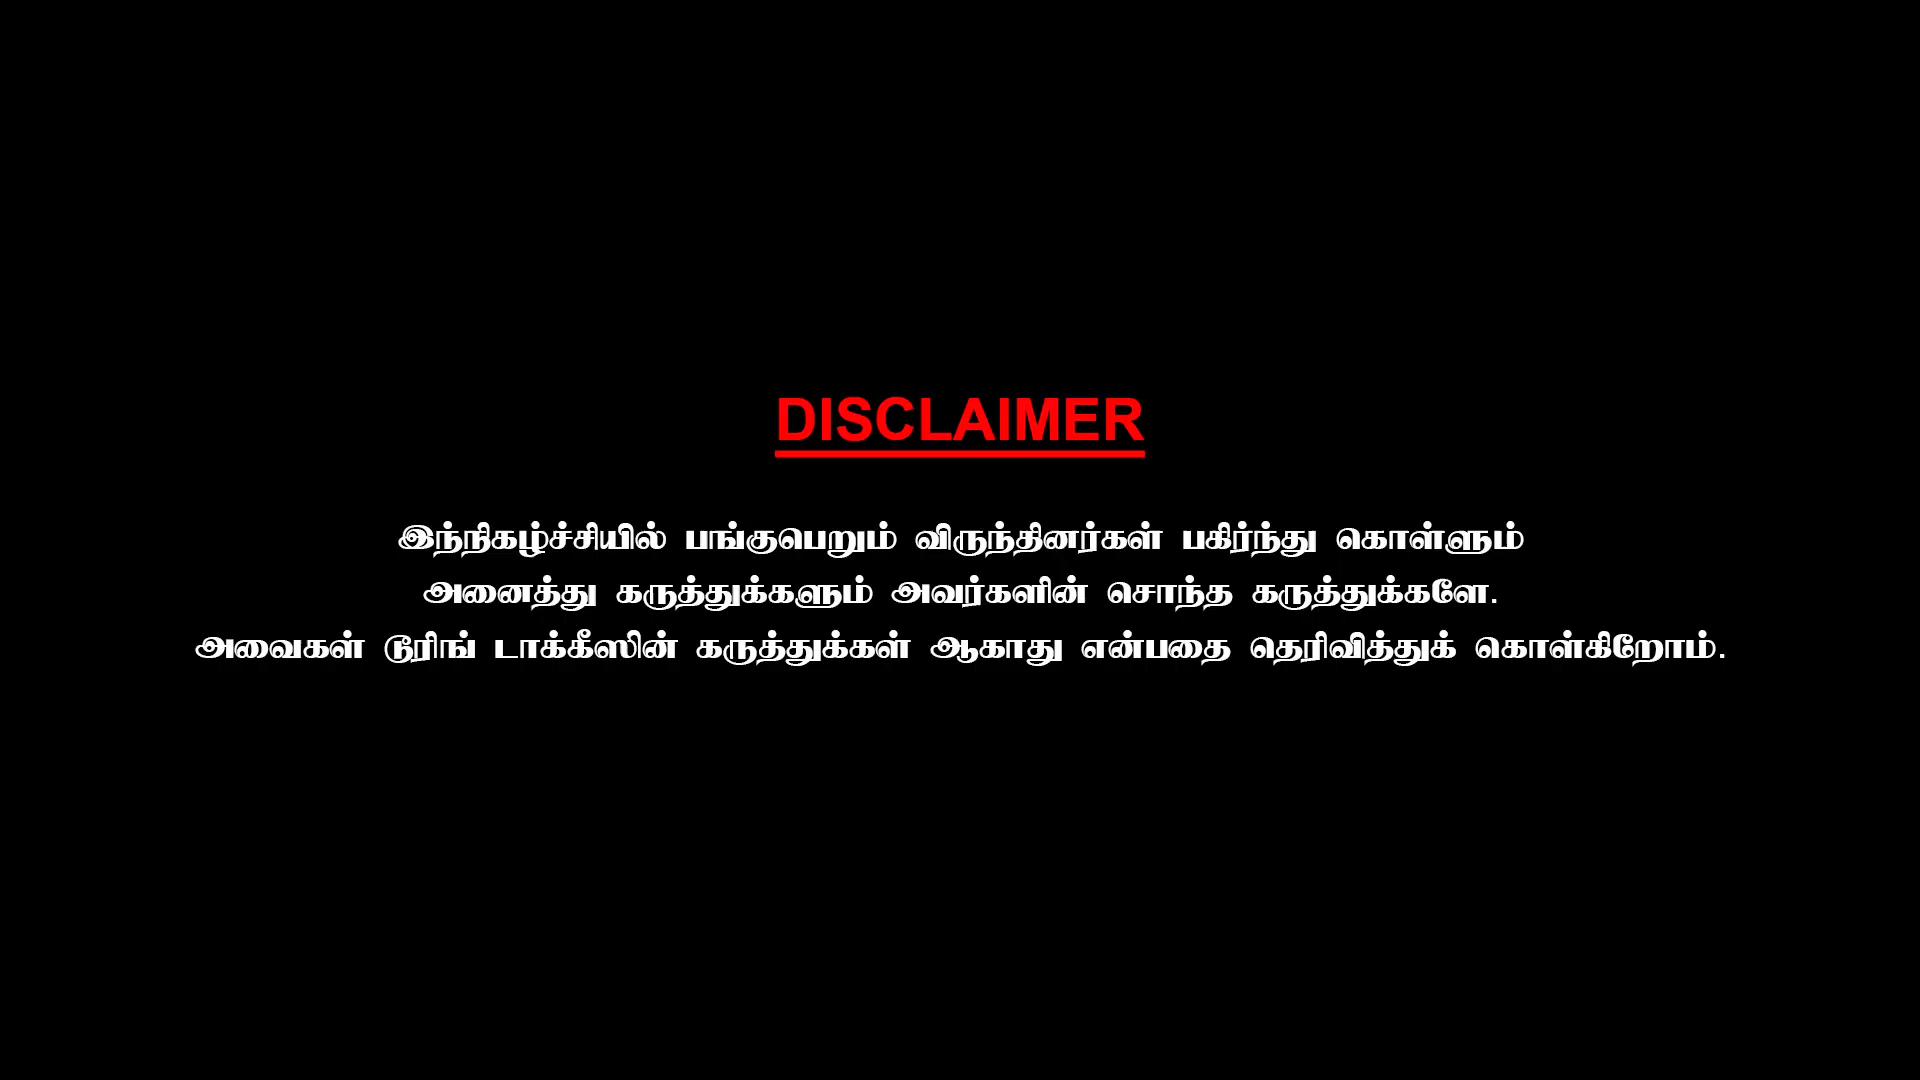 DISCLAIMER
இந்நிகழ்ச்சியில் பங்குபெறும் விருந்தினர்கள் பகிர்ந்து கொள்ளும்
அனைத்து கருத்துக்களும் அவர்களின் சொந்த கருத்துக்களே.
அவைகள் டூரிங் டாக்கீஸின் கருத்துக்கள் ஆகாது என்பதை தெரிவித்துக் கொள்கிறோம்.